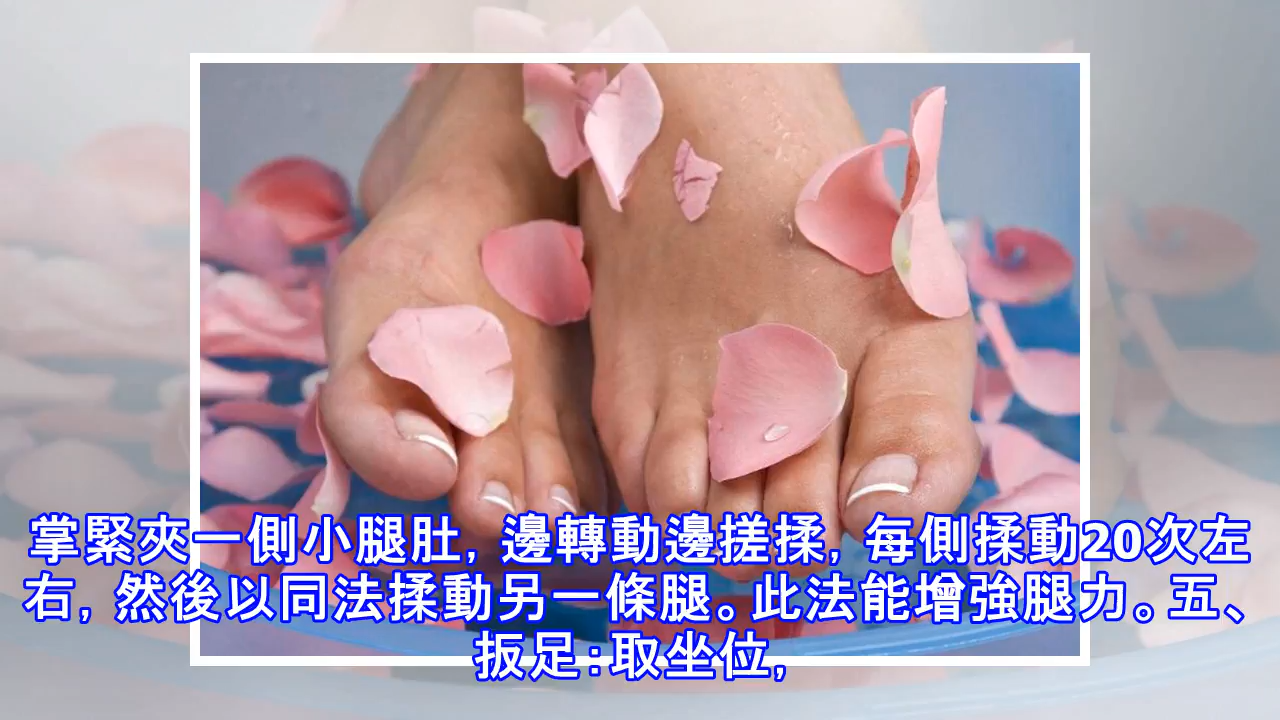 掌緊夾一側小腿肚, 邊轉動邊搓揉, 每側揉動20次左
右, 然後以同法揉動另一條腿。此法能增強腿力。五、
扳足:取坐位,